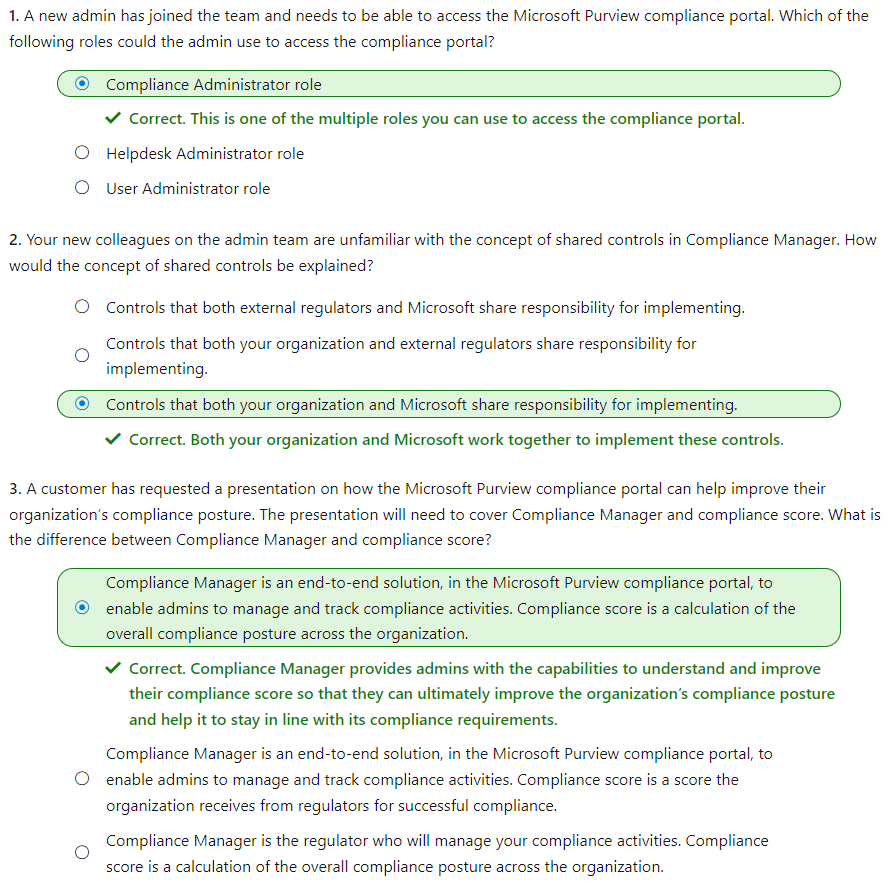 1. A new admin has joined the team and needs to be able to access the Microsoft Purview compliance portal. Which of the
following roles could the admin use to access the compliance portal?
Compliance Administrator role
Correct. This is one of the multiple roles you can use to access the compliance portal.
Helpdesk Administrator role
User Administrator role
2. Your new colleagues on the admin team are unfamiliar with the concept of shared controls in Compliance Manager. How
would the concept of shared controls be explained?
Controls that both external regulators and Microsoft share responsibility for implementing.
Controls that both your organization and external regulators share responsibility for
implementing.
Controls that both your organization and Microsoft share responsibility for implementing.
Correct. Both your organization and Microsoft work together to implement these controls.
3. A customer has requested a presentation on how the Microsoft Purview compliance portal can help improve their
organization's compliance posture. The presentation will need to cover Compliance Manager and compliance score. What is
the difference between Compliance Manager and compliance score?
Compliance Manager is an end-to-end solution, in the Microsoft Purview compliance portal, to
enable admins to manage and track compliance activities. Compliance score is a calculation of the
overall compliance posture across the organization.
Correct. Compliance Manager provides admins with the capabilities to understand and improve
their compliance score so that they can ultimately improve the organization's compliance posture
and help it to stay in line with its compliance requirements.
Compliance Manager is an end-to-end solution, in the Microsoft Purview compliance portal, to
enable admins to manage and track compliance activities. Compliance score is a score the
organization receives from regulators for successful compliance.
Compliance Manager is the regulator who will manage your compliance activities. Compliance
score is a calculation of the overall compliance posture across the organization.